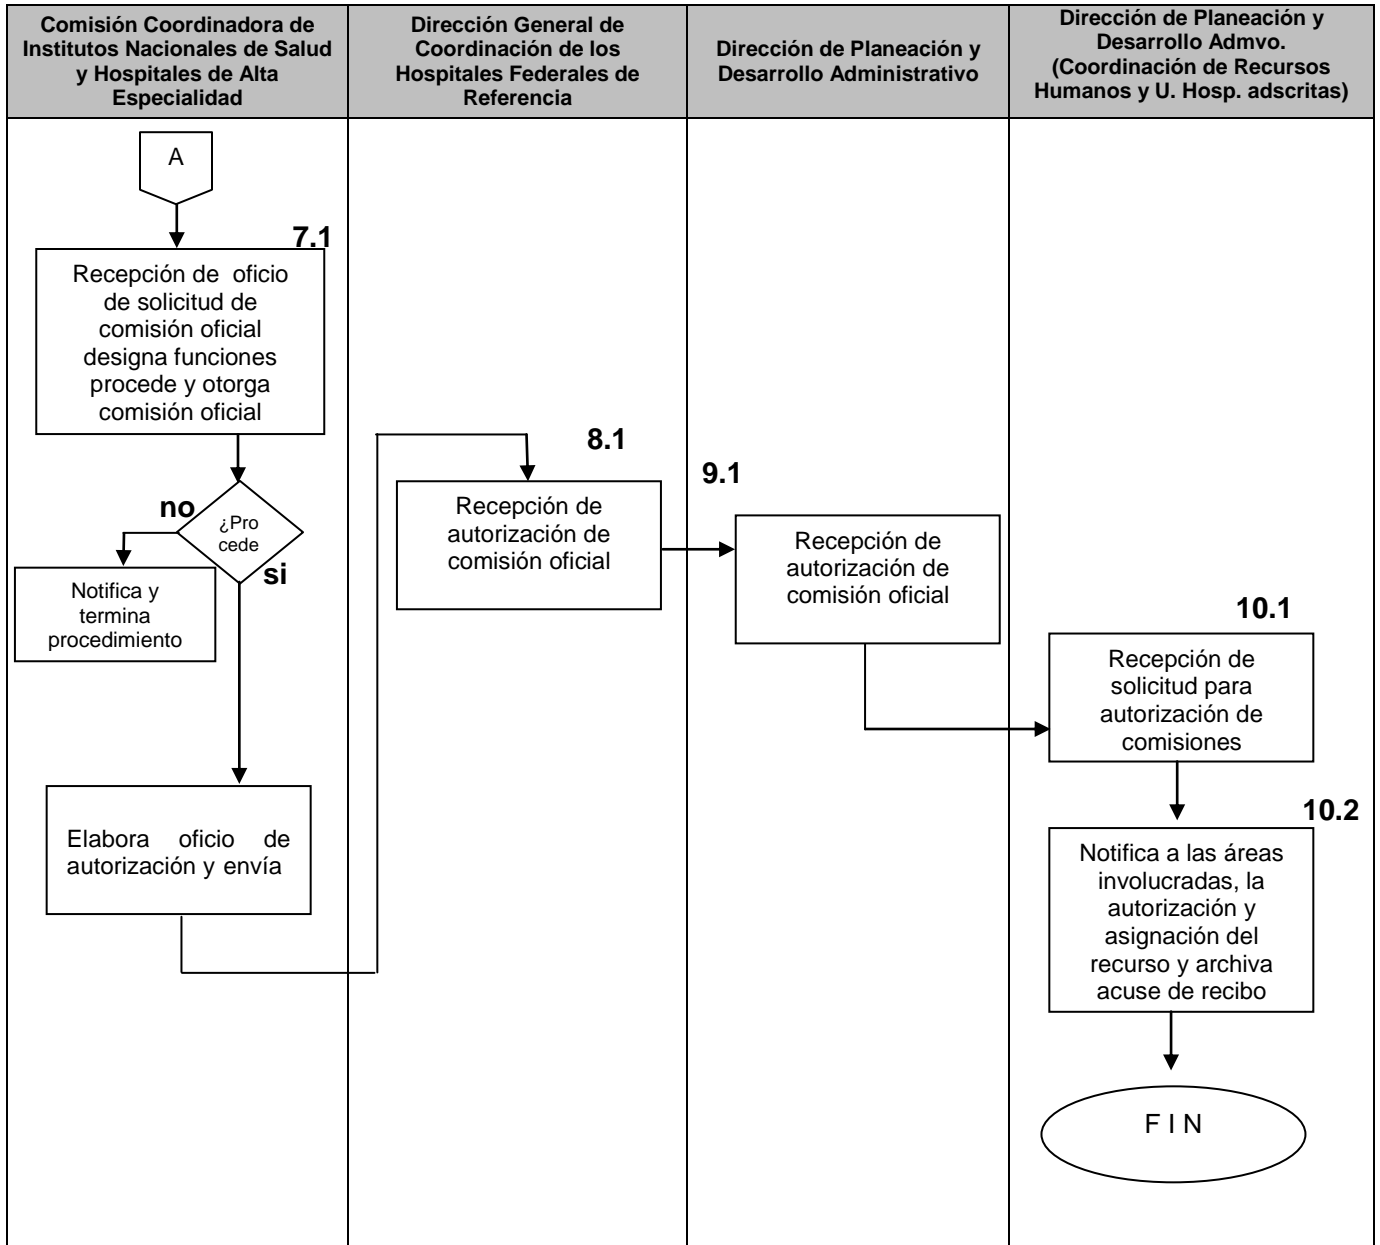 Comisión Coordinadora de
Institutos Nacionales de Salud
y Hospitales de Alta
Especialidad
Dirección General de
Coordinación de los
Hospitales Federales de
Referencia
Dirección de Planeación y
Desarrollo Administrativo
Dirección de Planeación y
Desarrollo Admvo.
(Coordinación de Recursos
Humanos y U. Hosp. adscritas)
A
7.1
Recepción de oficio
de solicitud de
comisión oficial
designa funciones
procede y otorga
comisión oficial
no
¿Pro
cede
si
Notifica y
termina
procedimiento
Elabora oficio de
autorización y envía
8.1
Recepción de
autorización de
comisión oficial
9.1
Recepción de
autorización de
comisión oficial
10.1
Recepción de
solicitud para
autorización de
comisiones
10.2
Notifica a las áreas
involucradas, la
autorización y
asignación del
recurso y archiva
acuse de recibo
F I N